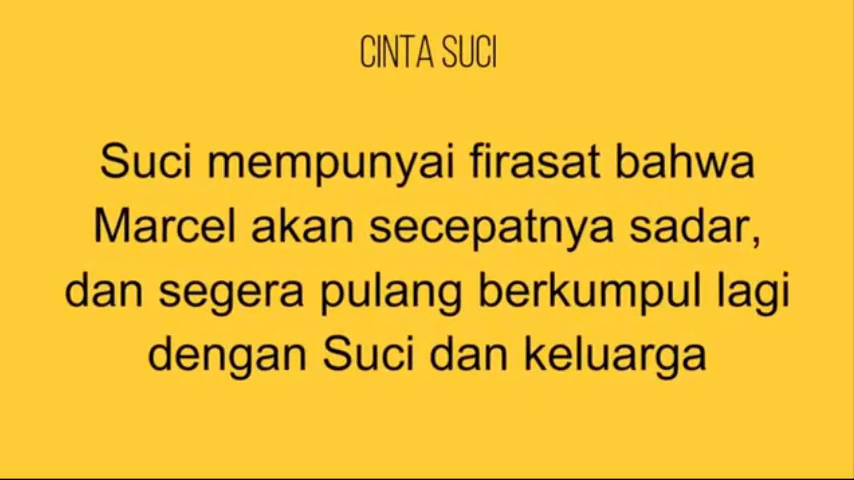 CINTA SUCI
Suci mempunyai firasat bahwa
Marcel akan secepatnya sadar,
dan segera pulang berkumpul lagi
dengan Suci dan keluarga